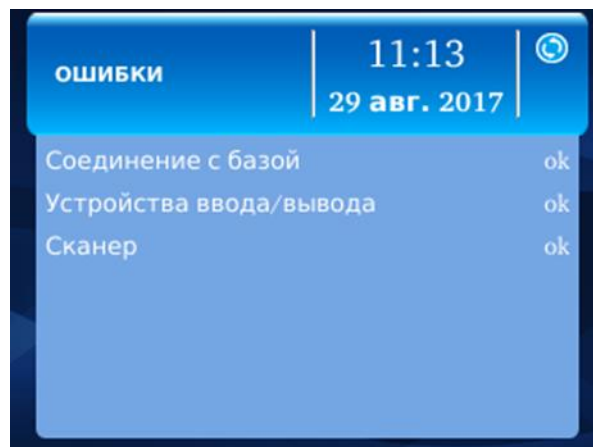 ОШИБКИ
11:13
29 авг. 2017
Соединение с базой ok
Устройства ввода/вывода ok
Сканер ok